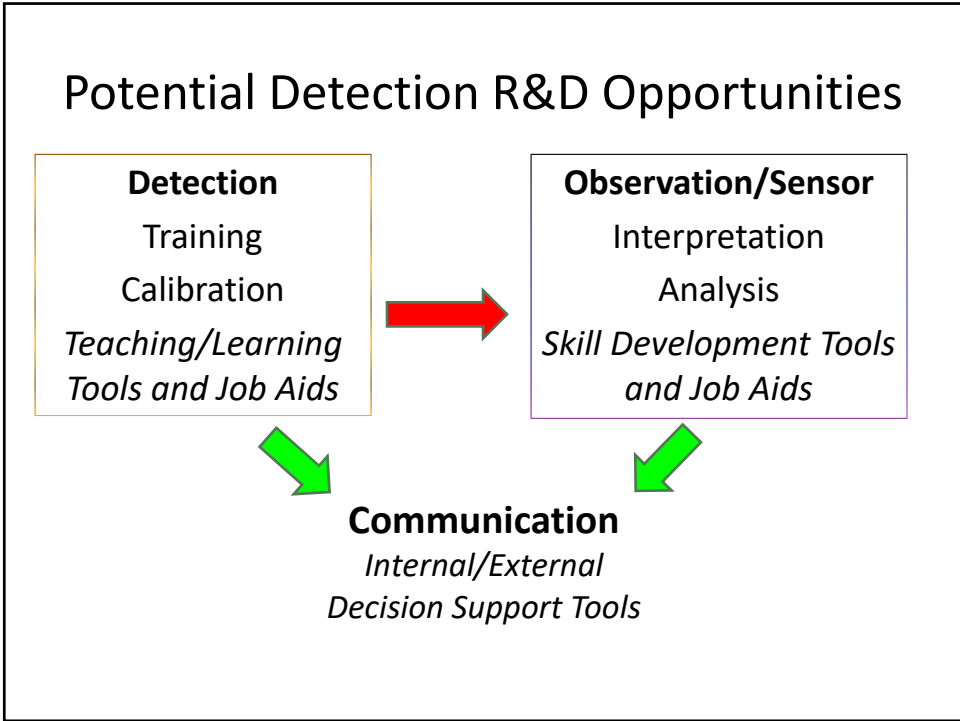 Potential Detection R&D Opportunities
Detection
Training
Calibration
Teaching/Learning
Tools and Job Aids
Observation/Sensor
Interpretation
Analysis
Skill Development Tools
and Job Aids
Communication
Internal/External
Decision Support Tools